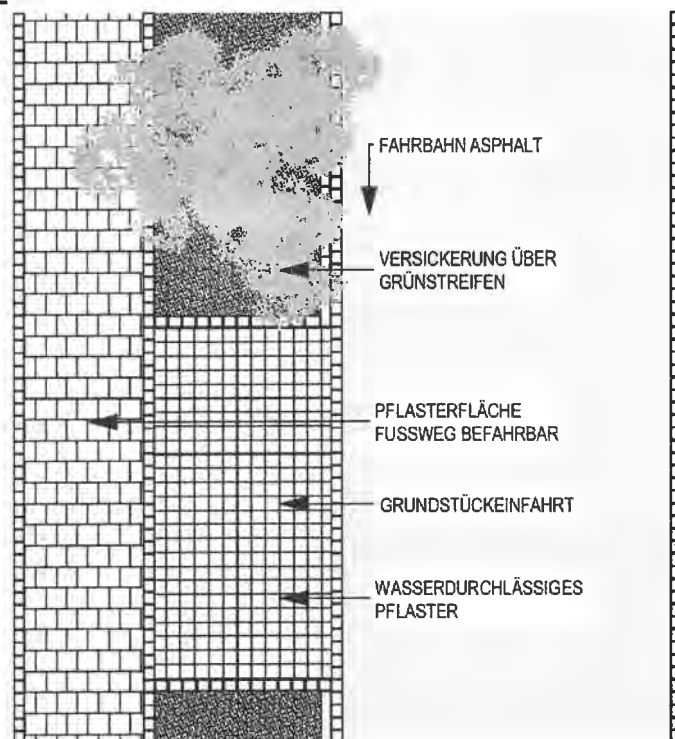 FAHRBAHN ASPHALT
VERSICKERUNG ÜBER
GRÜNSTREIFEN
PFLASTERFLÄCHE
FUSSWEG BEFAHRBAR
GRUNDSTÜCKEINFAHRT
WASSERDURCHLÄSSIGES
PFLASTER